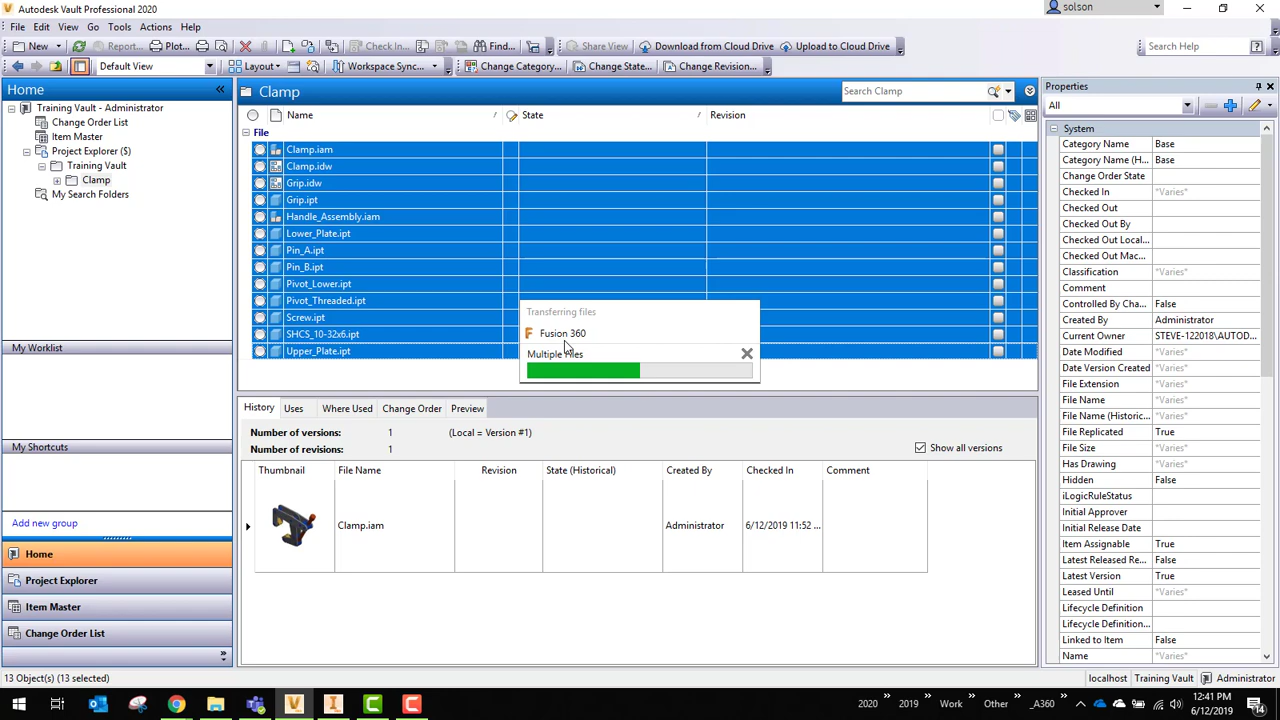 Autodesk Vault Professional 2020
solson
File Edit View Go Tools Actions Help
New Report... Plot... Check In... Find... Share View Download from Cloud Drive Upload to Cloud Drive Search Help
Default View Layout Workspace Sync... Change Category... Change State... Change Revision...
Home
Training Vault - Administrator
Change Order List
Item Master
Project Explorer ($)
Training Vault
Clamp
My Search Folders
My Worklist
My Shortcuts
Add new group
Home
Project Explorer
Item Master
Change Order List
Clamp
Search Clamp
Name State Revision
File
Clamp.iam
Clamp.idw
Grip.idw
Grip.ipt
Handle_Assembly.iam
Lower_Plate.ipt
Pin_A.ipt
Pin_B.ipt
Pivot_Lower.ipt
Pivot_Threaded.ipt
Screw.ipt
SHCS_10-32x6.ipt
Upper_Plate.ipt
Transferring files
Fusion 360
Multiple Files
History Uses Where Used Change Order Preview
Number of versions: 1 (Local = Version #1)
Number of revisions: 1
Show all versions
Thumbnail File Name Revision State (Historical) Created By Checked In Comment
Clamp.iam Administrator 6/12/2019 11:52 ...
Properties
All
System
Category Name Base
Category Name (H... Base
Change Order State
Checked In *Varies*
Checked Out
Checked Out By
Checked Out Local...
Checked Out Mac...
Classification *Varies*
Comment
Controlled By Cha... False
Created By Administrator
Current Owner STEVE-122018\AUTOD...
Date Modified *Varies*
Date Version Created *Varies*
File Extension *Varies*
File Name *Varies*
File Name (Historic... *Varies*
File Replicated True
File Size *Varies*
Has Drawing *Varies*
Hidden False
iLogicRuleStatus *Varies*
Initial Approver *Varies*
Initial Release Date *Varies*
Item Assignable True
Latest Released Re... False
Latest Version True
Leased Until *Varies*
Lifecycle Definition
Lifecycle Definition...
Linked to Item False
Name *Varies*
13 Object(s) (13 selected)
localhost Training Vault Administrator
2020 2019 Work Other _A360
12:41 PM
6/12/2019
14